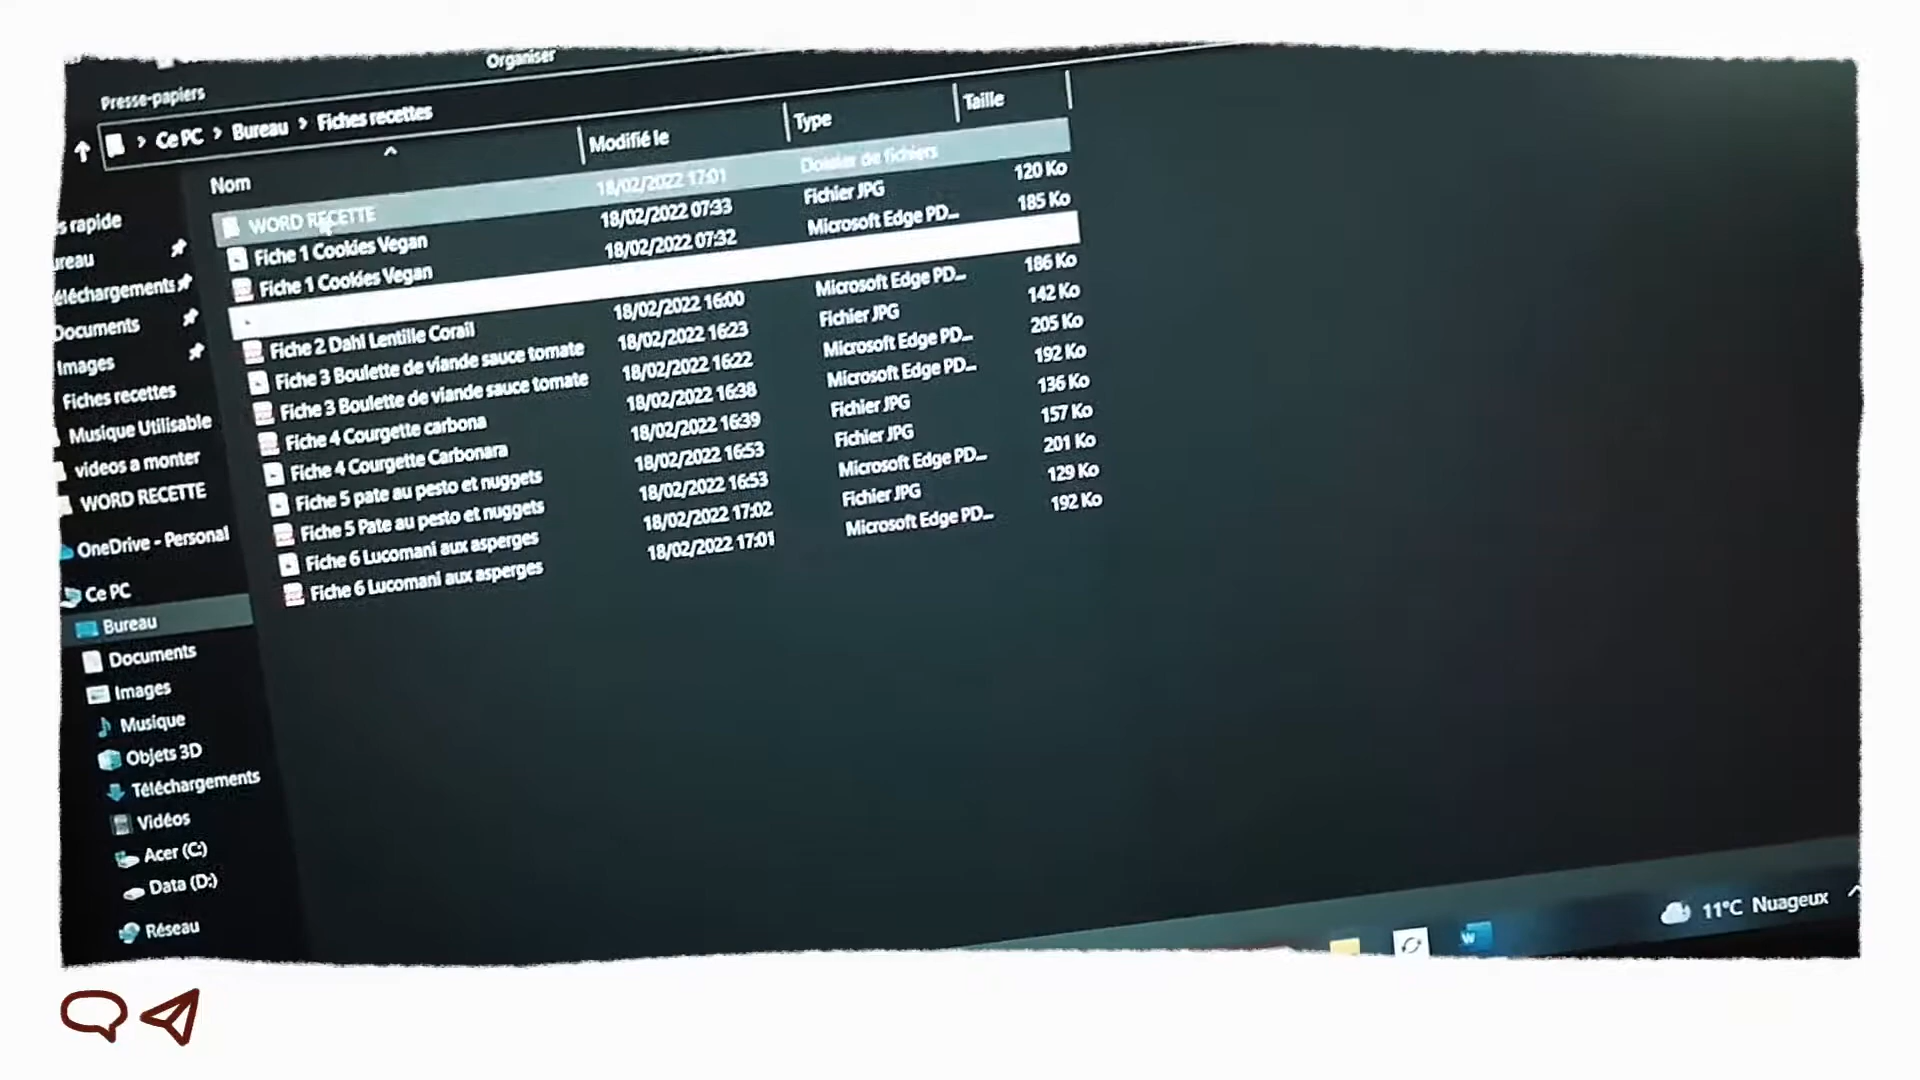 Organiser
Presse-papiers
Ce PC > Bureau > Fiches recettes
Nom Modifié le Type Taille
WORD RECETTE 18/02/2022 17:01 Dossier de fichiers
Fiche 1 Cookies Vegan 18/02/2022 07:33 Fichier JPG 120 Ko
Fiche 1 Cookies Vegan 18/02/2022 07:32 Microsoft Edge PD... 185 Ko
Fiche 2 Dahl Lentille Corail 18/02/2022 16:00 Microsoft Edge PD... 186 Ko
Fiche 3 Boulette de viande sauce tomate 18/02/2022 16:23 Fichier JPG 142 Ko
Fiche 3 Boulette de viande sauce tomate 18/02/2022 16:22 Microsoft Edge PD... 205 Ko
Fiche 4 Courgette carbona 18/02/2022 16:38 Microsoft Edge PD... 192 Ko
Fiche 4 Courgette Carbonara 18/02/2022 16:39 Fichier JPG 136 Ko
Fiche 5 pate au pesto et nuggets 18/02/2022 16:53 Fichier JPG 157 Ko
Fiche 5 Pate au pesto et nuggets 18/02/2022 16:53 Microsoft Edge PD... 201 Ko
Fiche 6 Lucomani aux asperges 18/02/2022 17:02 Fichier JPG 129 Ko
Fiche 6 Lucomani aux asperges 18/02/2022 17:01 Microsoft Edge PD... 192 Ko
s rapide
ureau
éléchargements
Documents
Images
Fiches recettes
Musique Utilisable
videos a monter
WORD RECETTE
OneDrive - Personal
Ce PC
Bureau
Documents
Images
Musique
Objets 3D
Téléchargements
Vidéos
Acer (C:)
Data (D:)
Réseau
11°C Nuageux